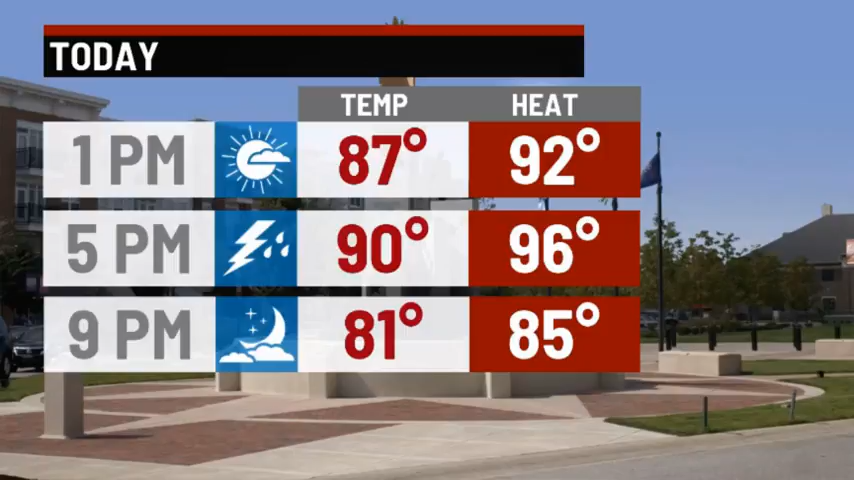 TODAY
TEMP HEAT
1 PM 87° 92°
5 PM 90° 96°
9 PM 81° 85°